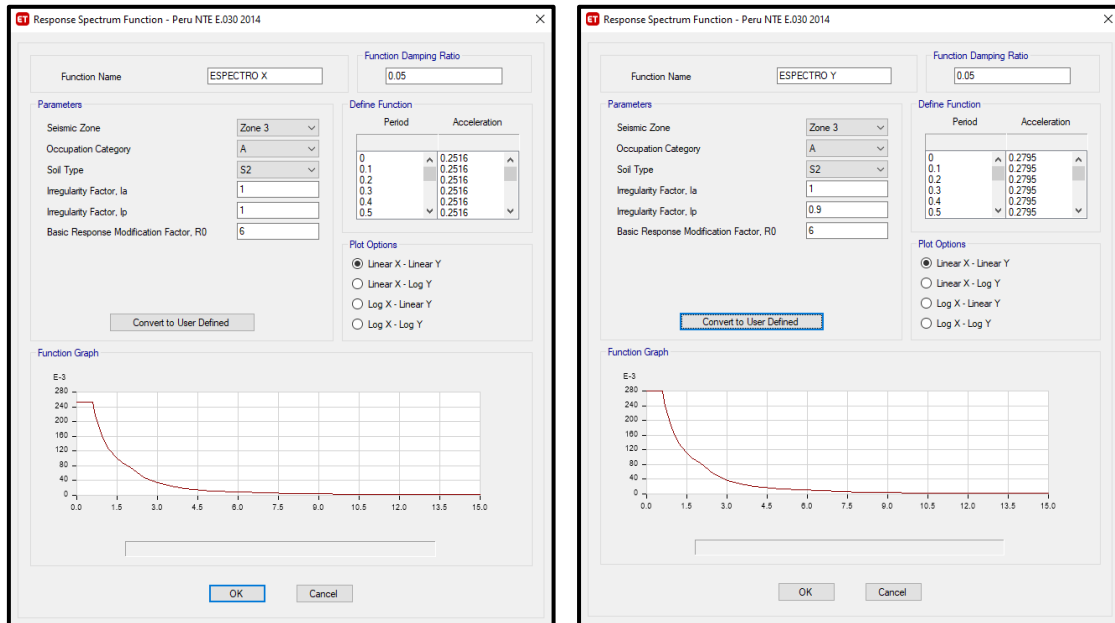 ET Response Spectrum Function - Peru NTE E.030 2014
Function Name ESPECTRO X
Function Damping Ratio
0.05
Parameters
Seismic Zone Zone 3
Occupation Category A
Soil Type S2
Irregularity Factor, Ia 1
Irregularity Factor, Ip 1
Basic Response Modification Factor, R0 6
Convert to User Defined
Define Function
Period Acceleration
0 0.2516
0.1 0.2516
0.2 0.2516
0.3 0.2516
0.4 0.2516
0.5 0.2516
Plot Options
Linear X - Linear Y
Linear X - Log Y
Log X - Linear Y
Log X - Log Y
Function Graph
E-3
280
240
200
160
120
80
40
0
0.0 1.5 3.0 4.5 6.0 7.5 9.0 10.5 12.0 13.5 15.0
OK Cancel
ET Response Spectrum Function - Peru NTE E.030 2014
Function Name ESPECTRO Y
Function Damping Ratio
0.05
Parameters
Seismic Zone Zone 3
Occupation Category A
Soil Type S2
Irregularity Factor, Ia 1
Irregularity Factor, Ip 0.9
Basic Response Modification Factor, R0 6
Convert to User Defined
Define Function
Period Acceleration
0 0.2795
0.1 0.2795
0.2 0.2795
0.3 0.2795
0.4 0.2795
0.5 0.2795
Plot Options
Linear X - Linear Y
Linear X - Log Y
Log X - Linear Y
Log X - Log Y
Function Graph
E-3
280
240
200
160
120
80
40
0
0.0 1.5 3.0 4.5 6.0 7.5 9.0 10.5 12.0 13.5 15.0
OK Cancel